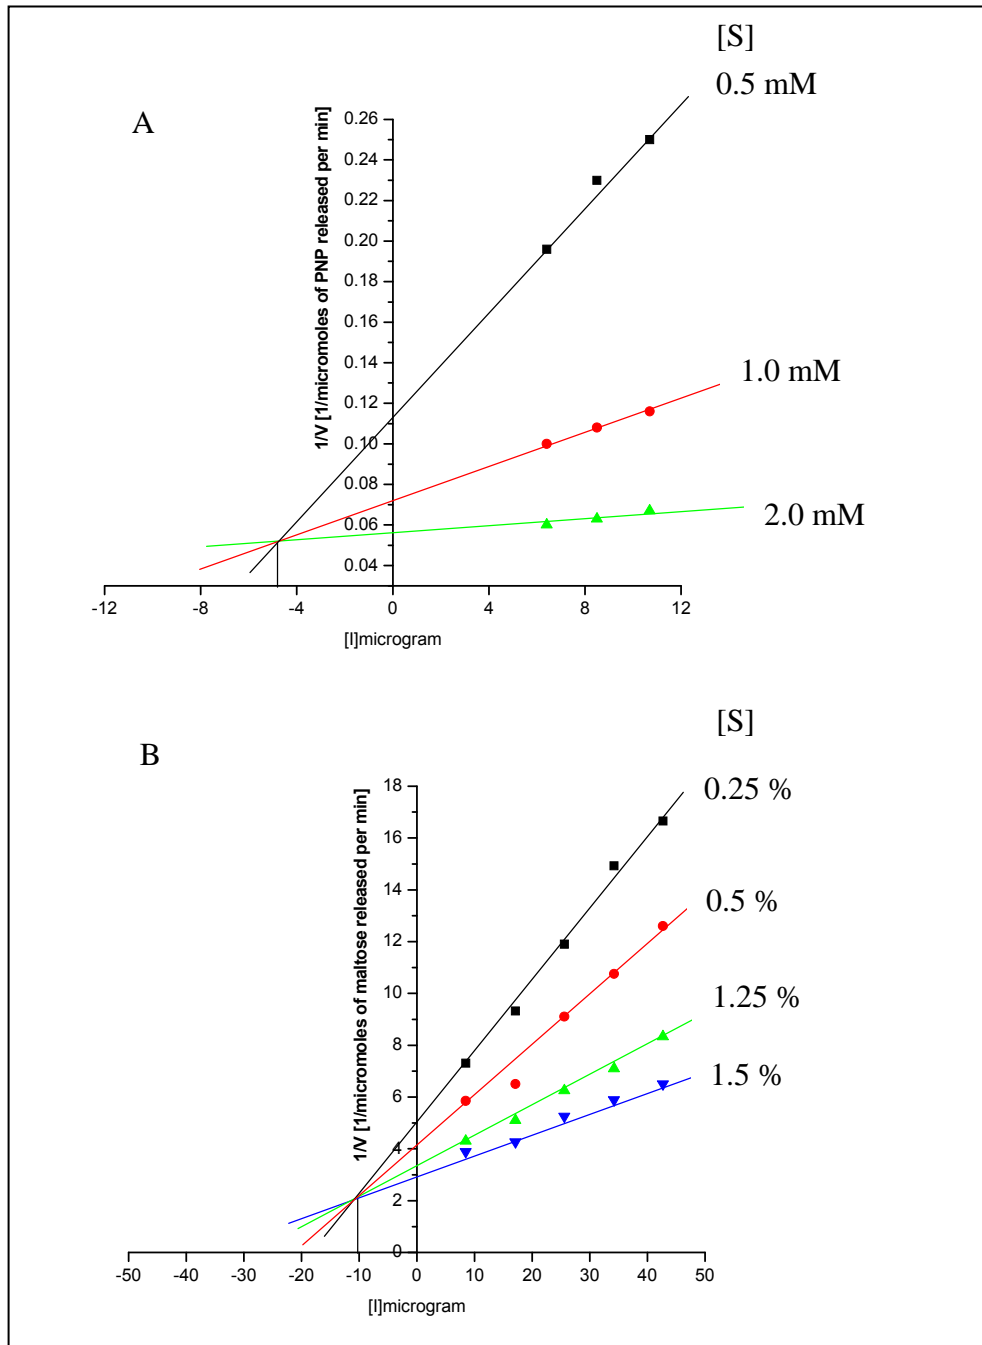 [S]
0.5 mM
A
1/V [1/micromoles of PNP released per min]
0.26
0.24
0.22
0.20
0.18
0.16
0.14
0.12
0.10
0.08
0.06
0.04
1.0 mM
2.0 mM
-12 -8 -4 0 4 8 12
[I]microgram
[S]
B
0.25 %
1/V [1/micromoles of maltose released per min]
18
16
14
12
10
8
6
4
2
0
0.5 %
1.25 %
1.5 %
-50 -40 -30 -20 -10 0 10 20 30 40 50
[I]microgram